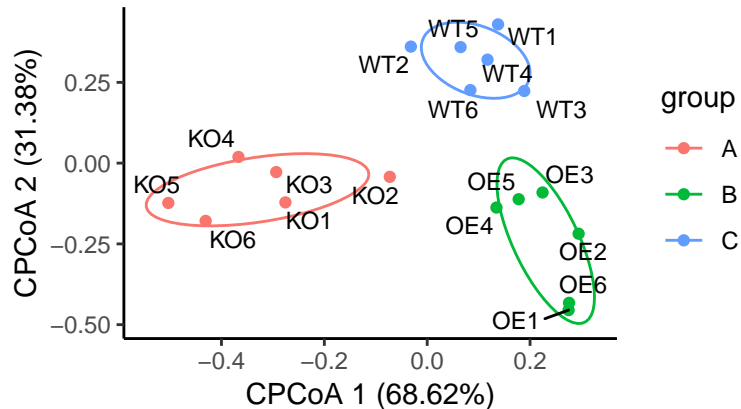 WT5
WT1
WT2
WT4
WT6
WT3
0.25
0.00
−0.25
−0.50
CPCoA 2 (31.38%)
KO4
KO5
KO3
KO2
KO6
KO1
OE5
OE3
OE4
OE2
OE6
OE1
−0.4
−0.2
0.0
0.2
CPCoA 1 (68.62%)
group
A
B
C